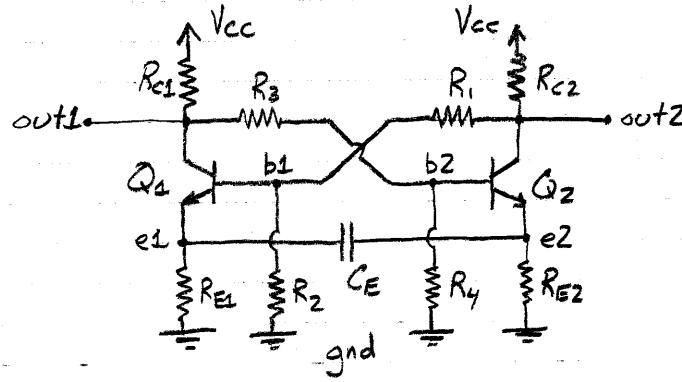 Vcc
Vcc
RC1
R3
R1
RC2
out1
out2
Q1
b1
b2
Q2
e1
e2
RE1
R2
CE
R4
RE2
gnd